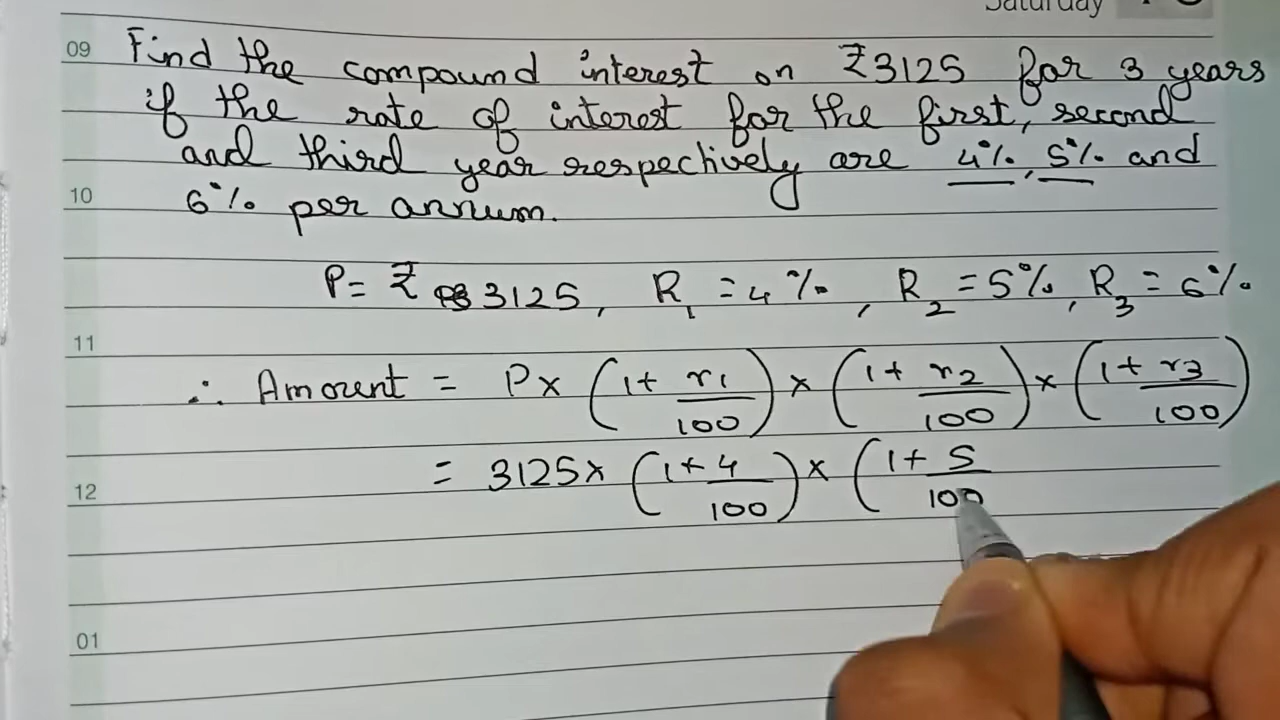 Saturday
09 Find the compound interest on ₹3125 for 3 years
if the rate of interest for the first, second
and third year respectively are 4%, 5% and
10 6% per annum.
P = ₹ 3125, R1 = 4%, R2 = 5%, R3 = 6%
11
∴ Amount = P × (1 + r1/100) × (1 + r2/100) × (1 + r3/100)
12 = 3125 × (1 + 4/100) × (1 + 5/100
01